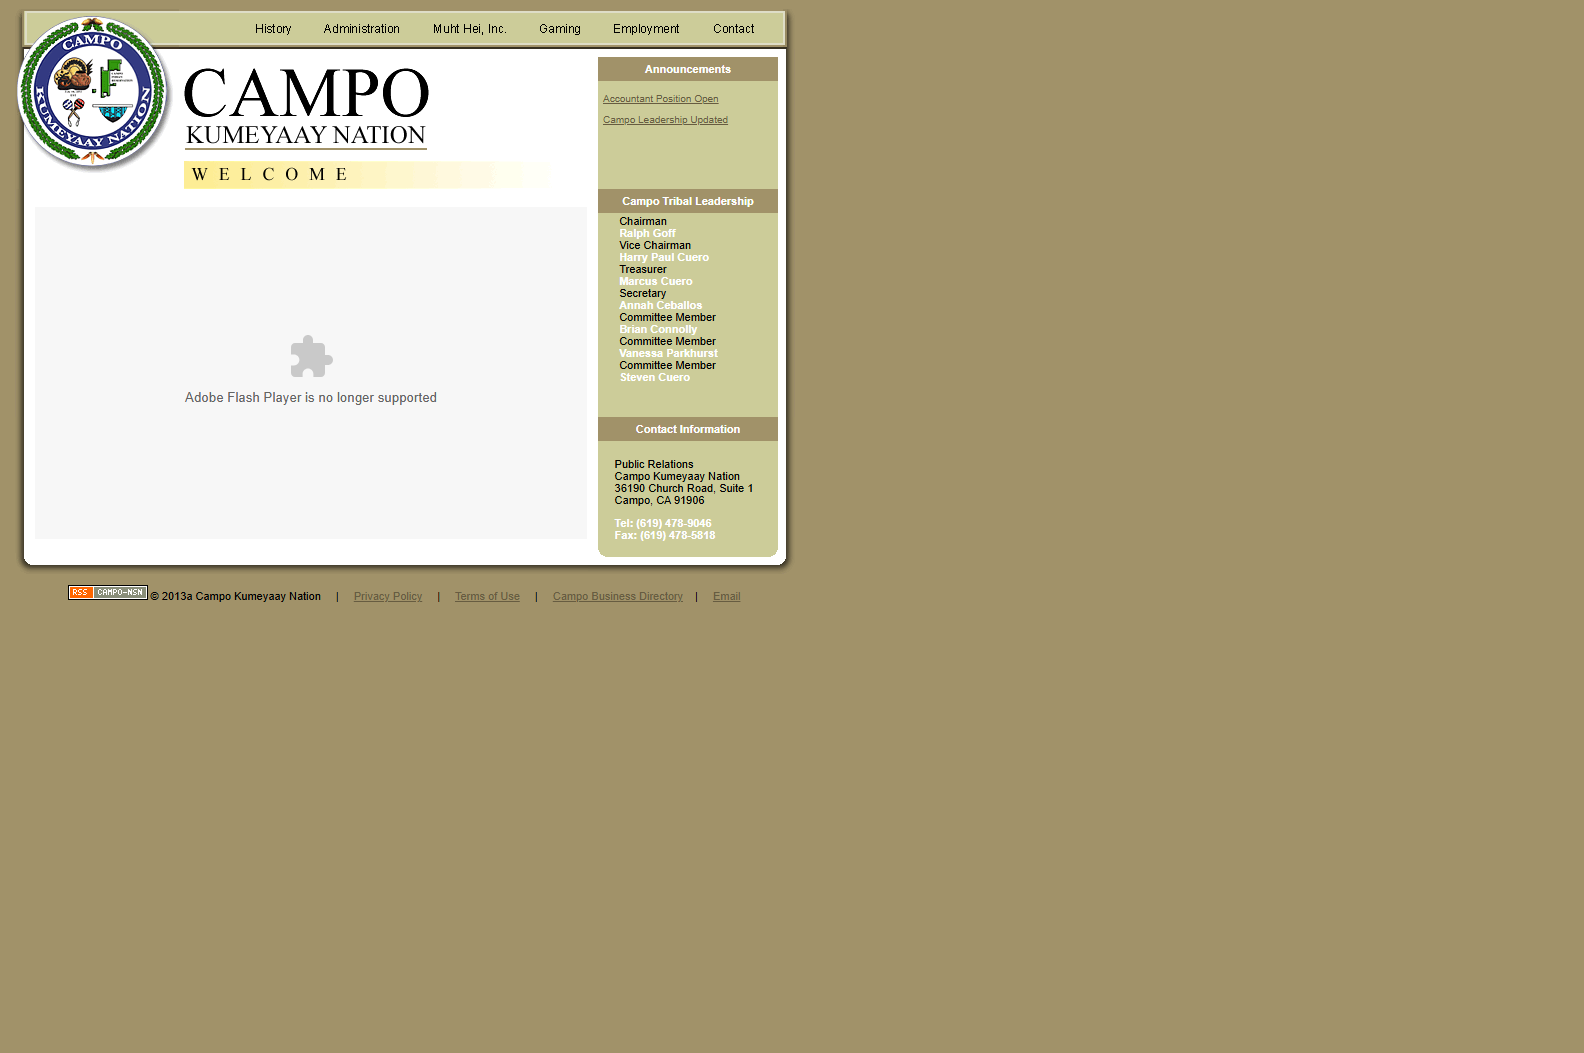 History Administration Muht Hei, Inc. Gaming Employment Contact
CAMPO
KUMEYAAY NATION
CAMPO
KUMEYAAY NATION
WELCOME
Adobe Flash Player is no longer supported
Announcements
Accountant Position Open
Campo Leadership Updated
Campo Tribal Leadership
Chairman
Ralph Goff
Vice Chairman
Harry Paul Cuero
Treasurer
Marcus Cuero
Secretary
Annah Ceballos
Committee Member
Brian Connolly
Committee Member
Vanessa Parkhurst
Committee Member
Steven Cuero
Contact Information
Public Relations
Campo Kumeyaay Nation
36190 Church Road, Suite 1
Campo, CA 91906
Tel: (619) 478-9046
Fax: (619) 478-5818
RSS CAMPO-NSN © 2013a Campo Kumeyaay Nation | Privacy Policy | Terms of Use | Campo Business Directory | Email